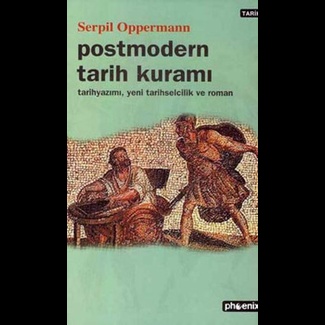 TARİH
Serpil Oppermann
postmodern
tarih kuramı
tarihyazımı, yeni tarihselcilik ve roman
phoenix